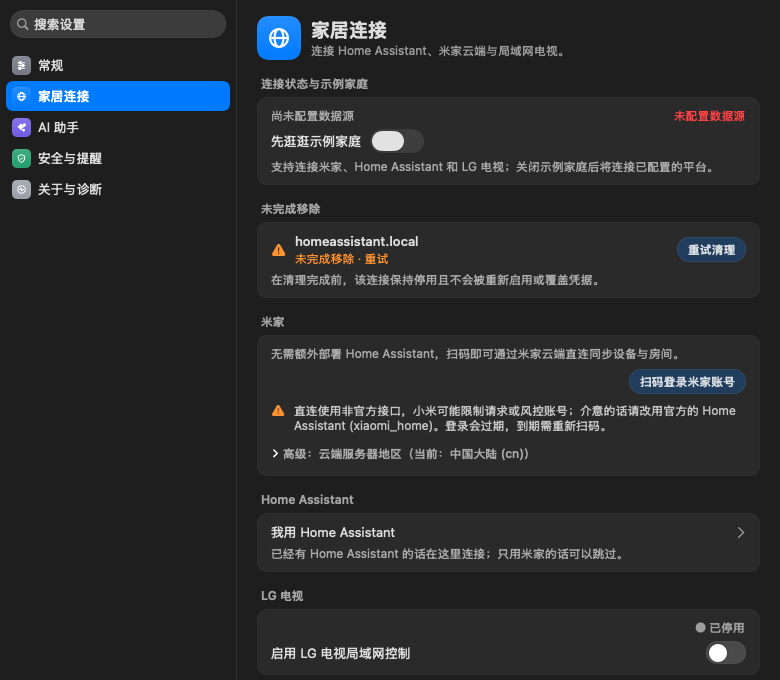 搜索设置
常规
家居连接
AI 助手
安全与提醒
关于与诊断
家居连接
连接 Home Assistant、米家云端与局域网电视。
连接状态与示例家庭
尚未配置数据源
未配置数据源
先逛逛示例家庭
支持连接米家、Home Assistant 和 LG 电视；关闭示例家庭后将连接已配置的平台。
未完成移除
homeassistant.local
未完成移除 · 重试
重试清理
在清理完成前，该连接保持停用且不会被重新启用或覆盖凭据。
米家
无需额外部署 Home Assistant，扫码即可通过米家云端直连同步设备与房间。
扫码登录米家账号
直连使用非官方接口，小米可能限制请求或风控账号；介意的话请改用官方的 Home
Assistant (xiaomi_home)。登录会过期，到期需重新扫码。
高级：云端服务器地区（当前：中国大陆 (cn)）
Home Assistant
我用 Home Assistant
已经有 Home Assistant 的话在这里连接；只用米家的话可以跳过。
LG 电视
已停用
启用 LG 电视局域网控制